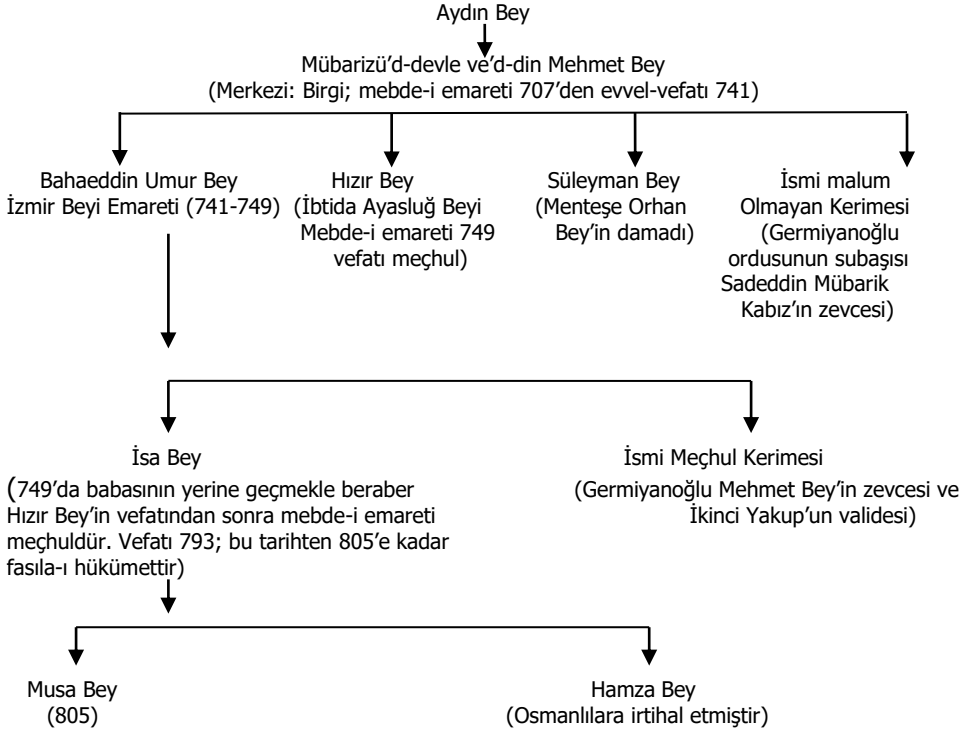 Aydın Bey
Mübarizü’d-devle ve’d-din Mehmet Bey
(Merkezi: Birgi; mebde-i emareti 707’den evvel-vefatı 741)
Bahaeddin Umur Bey
İzmir Beyi Emareti (741-749)
Hızır Bey
(İbtida Ayasluğ Beyi
Mebde-i emareti 749
vefatı meçhul)
Süleyman Bey
(Menteşe Orhan
Bey’in damadı)
İsmi malum
Olmayan Kerimesi
(Germiyanoğlu
ordusunun subaşısı
Sadeddin Mübarik
Kabız’ın zevcesi)
İsa Bey
(749’da babasının yerine geçmekle beraber
Hızır Bey’in vefatından sonra mebde-i emareti
meçhuldür. Vefatı 793; bu tarihten 805’e kadar
fasıla-ı hükümettir)
İsmi Meçhul Kerimesi
(Germiyanoğlu Mehmet Bey’in zevcesi ve
İkinci Yakup’un validesi)
Musa Bey
(805)
Hamza Bey
(Osmanlılara irtihal etmiştir)